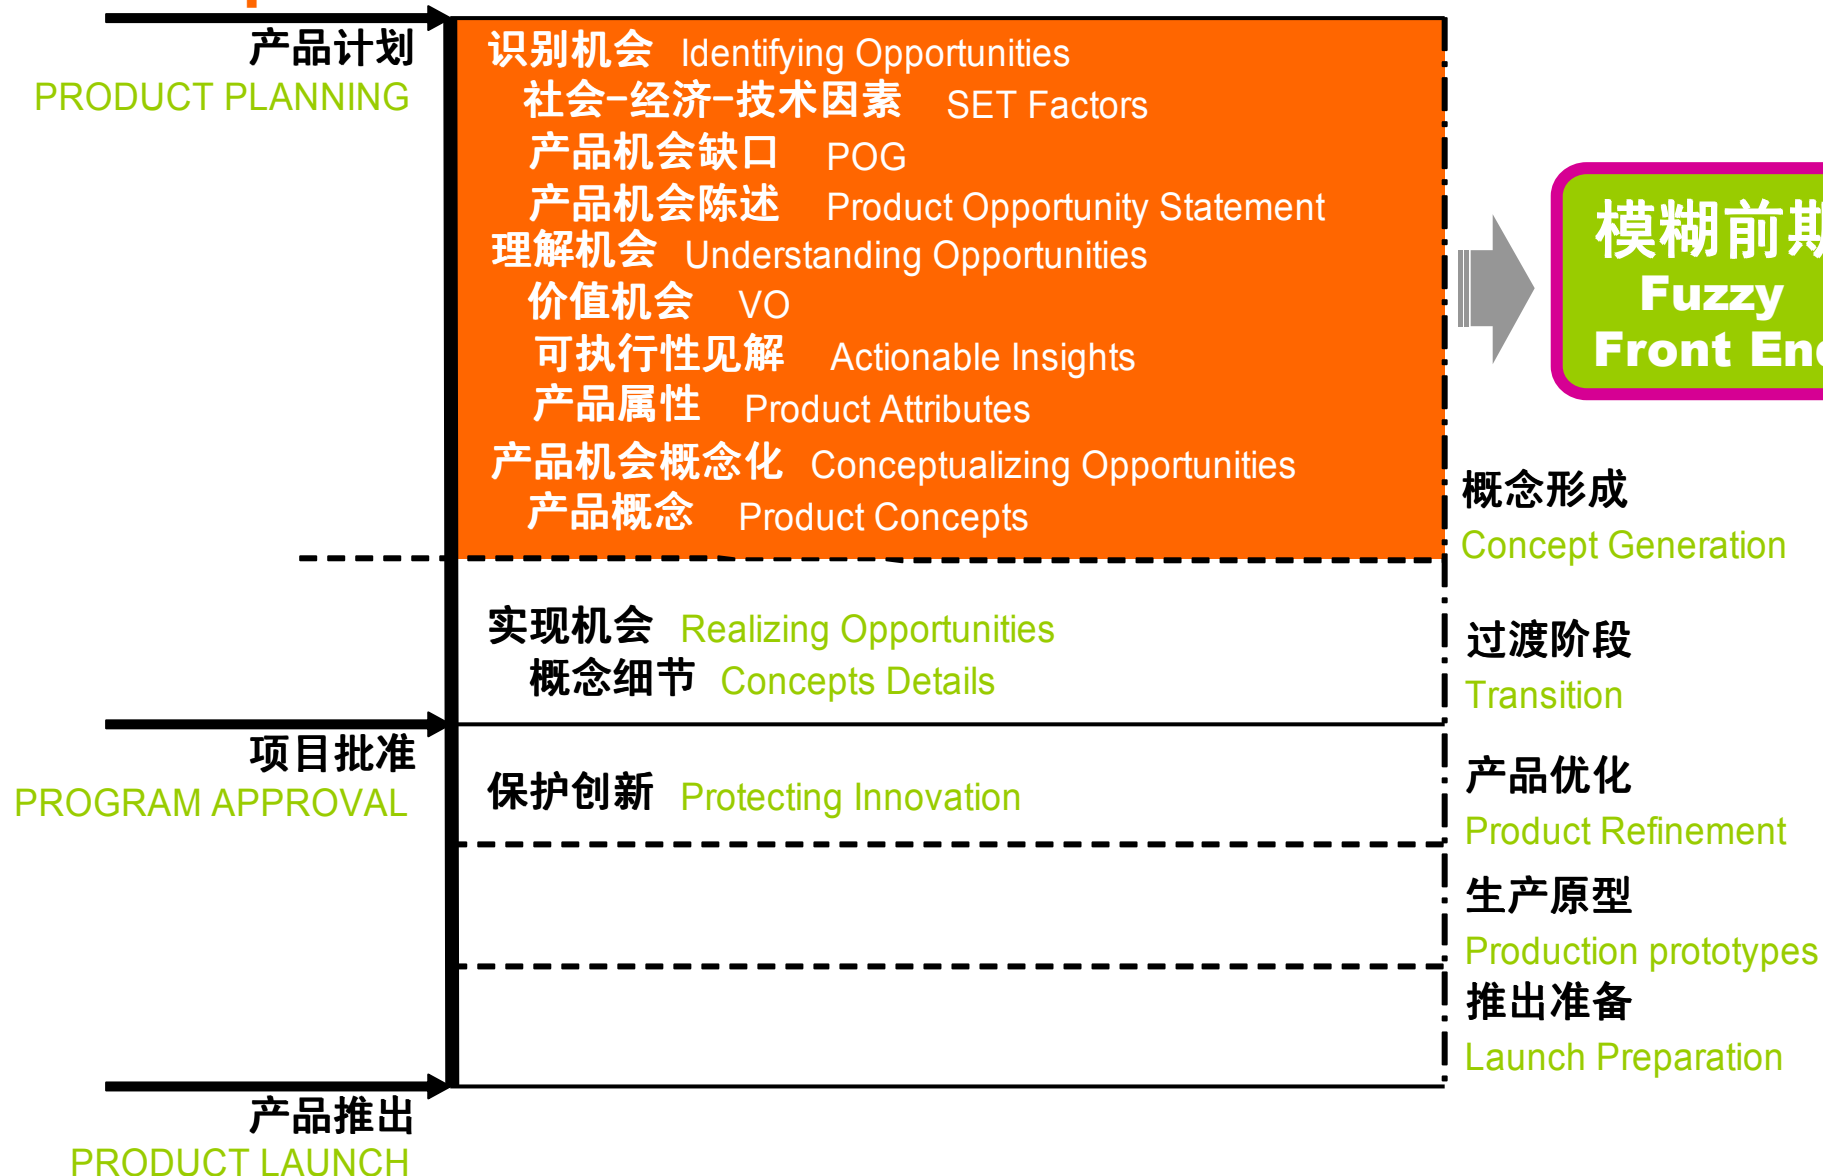 产品计划
PRODUCT PLANNING
识别机会 Identifying Opportunities
社会-经济-技术因素 SET Factors
产品机会缺口 POG
产品机会陈述 Product Opportunity Statement
理解机会 Understanding Opportunities
价值机会 VO
可执行性见解 Actionable Insights
产品属性 Product Attributes
产品机会概念化 Conceptualizing Opportunities
产品概念 Product Concepts
模糊前期
Fuzzy
Front End
概念形成
Concept Generation
实现机会 Realizing Opportunities
概念细节 Concepts Details
过渡阶段
Transition
项目批准
PROGRAM APPROVAL
保护创新 Protecting Innovation
产品优化
Product Refinement
生产原型
Production prototypes
推出准备
Launch Preparation
产品推出
PRODUCT LAUNCH